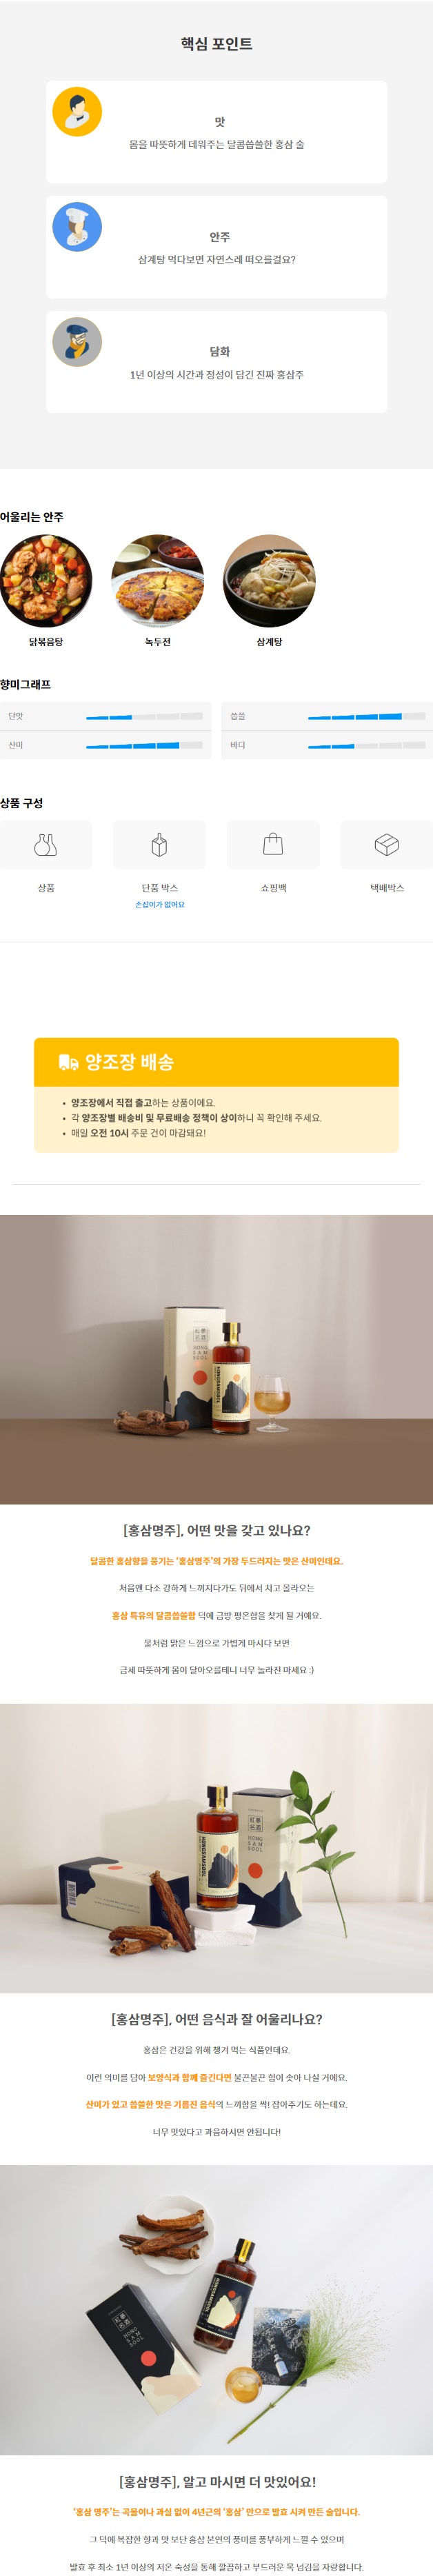 핵심 포인트
맛
몸을 따뜻하게 데워주는 달콤씁쓸한 홍삼 술
안주
삼계탕 먹다보면 자연스레 떠오를걸요?
담화
1년 이상의 시간과 정성이 담긴 진짜 홍삼주
어울리는 안주
닭볶음탕
녹두전
삼계탕
향미그래프
단맛
씁쓸
산미
바디
상품 구성
상품
단품 박스
쇼핑백
택배박스
손잡이가 없어요
양조장 배송
• 양조장에서 직접 출고하는 상품이에요.
• 각 양조장별 배송비 및 무료배송 정책이 상이하니 꼭 확인해 주세요.
• 매일 오전 10시 주문 건이 마감돼요!
HONG
SAM
SOOL
HONGSAMSOOL
[홍삼명주], 어떤 맛을 갖고 있나요?
달콤한 홍삼향을 풍기는 '홍삼명주'의 가장 두드러지는 맛은 산미인데요.
처음엔 다소 강하게 느껴지다가도 뒤에서 치고 올라오는
홍삼 특유의 달콤씁쓸함 덕에 금방 평온함을 찾게 될 거예요.
물처럼 맑은 느낌으로 가볍게 마시다 보면
금세 따뜻하게 몸이 달아오를테니 너무 놀라진 마세요 :)
HONG
SAM
SOOL
HONGSAMSOOL
[홍삼명주], 어떤 음식과 잘 어울리나요?
홍삼은 건강을 위해 챙겨 먹는 식품인데요.
이런 의미를 담아 보양식과 함께 즐긴다면 불끈불끈 힘이 솟아 나실 거예요.
산미가 있고 씁쓸한 맛은 기름진 음식의 느끼함을 싹! 잡아주기도 하는데요.
너무 맛있다고 과음하시면 안됩니다!
HONG
SAM
SOOL
HONGSAMSOOL
[홍삼명주], 알고 마시면 더 맛있어요!
'홍삼 명주'는 곡물이나 과실 없이 4년근의 '홍삼' 만으로 발효 시켜 만든 술입니다.
그 덕에 복잡한 향과 맛 보단 홍삼 본연의 풍미를 풍부하게 느낄 수 있으며
발효 후 최소 1년 이상의 저온 숙성을 통해 깔끔하고 부드러운 목 넘김을 자랑합니다.